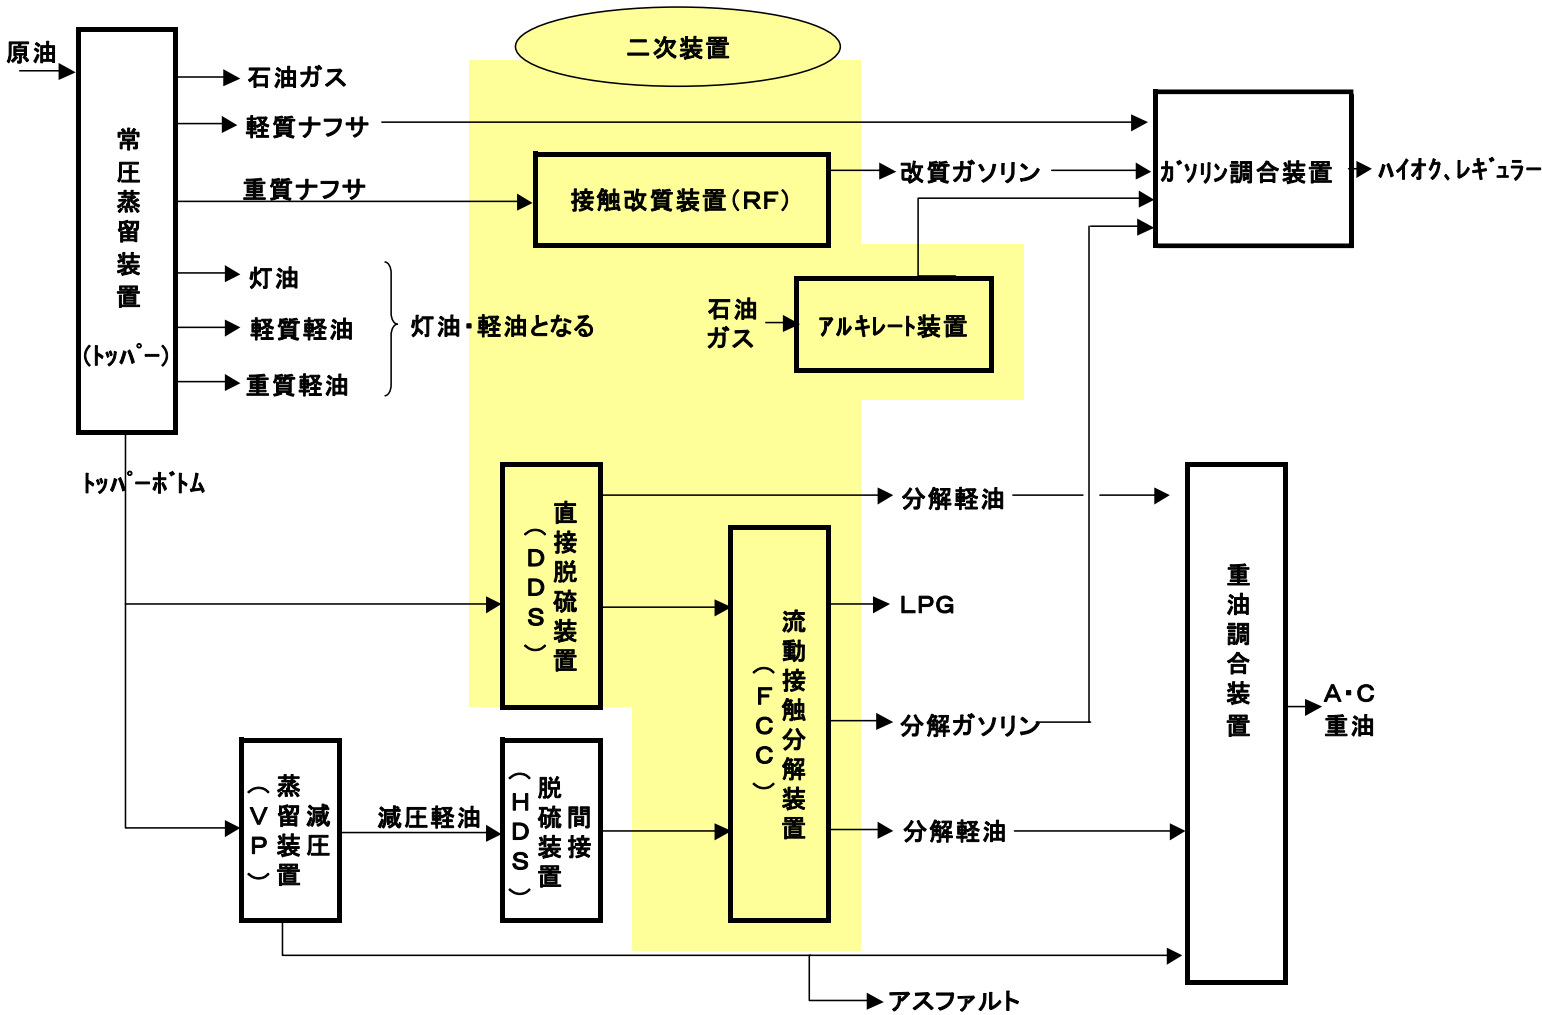 二次装置
原油
常圧蒸留装置
(ﾄｯﾊﾟｰ)
石油ガス
軽質ナフサ
重質ナフサ
接触改質装置(RF)
改質ガソリン
ｶﾞｿﾘﾝ調合装置
ﾊｲｵｸ､ﾚｷﾞｭﾗｰ
灯油
軽質軽油
重質軽油
灯油・軽油となる
石油
ガス
ｱﾙｷﾚｰﾄ装置
ﾄｯﾊﾟｰﾎﾞﾄﾑ
直接脱硫装置
(DDS)
分解軽油
LPG
流動接触分解装置
(FCC)
分解ガソリン
分解軽油
重油調合装置
A・C
重油
減圧
蒸留装置
(VP)
減圧軽油
間接
脱硫装置
(HDS)
アスファルト